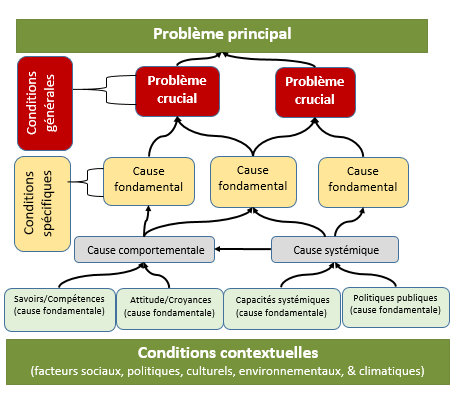 Problème principal
Conditions
générales
Problème
crucial
Problème
crucial
Conditions
spécifiques
Cause
fondamental
Cause
fondamental
Cause
fondamental
Cause comportementale
Cause systémique
Savoirs/Compétences
(cause fondamentale)
Attitude/Croyances
(cause fondamentale)
Capacités systémiques
(cause fondamentale)
Politiques publiques
(cause fondamentale)
Conditions contextuelles
(facteurs sociaux, politiques, culturels, environnementaux, & climatiques)